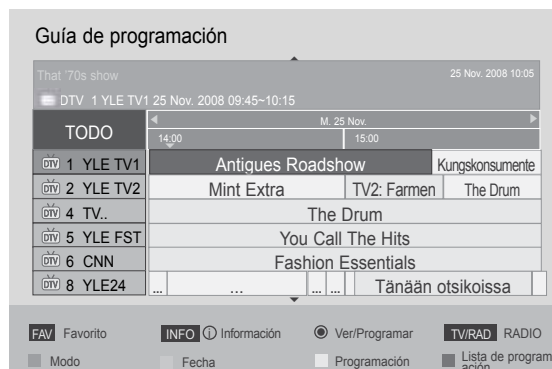 Guía de programación
That '70s show
25 Nov. 2008 10:05
DTV 1 YLE TV1 25 Nov. 2008 09:45~10:15
TODO
M. 25 Nov.
14:00 15:00
DTV 1 YLE TV1 Antigues Roadshow Kungskonsumente
DTV 2 YLE TV2 Mint Extra TV2: Farmen The Drum
DTV 4 TV.. The Drum
DTV 5 YLE FST You Call The Hits
DTV 6 CNN Fashion Essentials
DTV 8 YLE24 ... ... ... ... Tänään otsikoissa
FAV Favorito INFO i Información Ver/Programar TV/RAD RADIO
Modo Fecha Programación Lista de program
ación